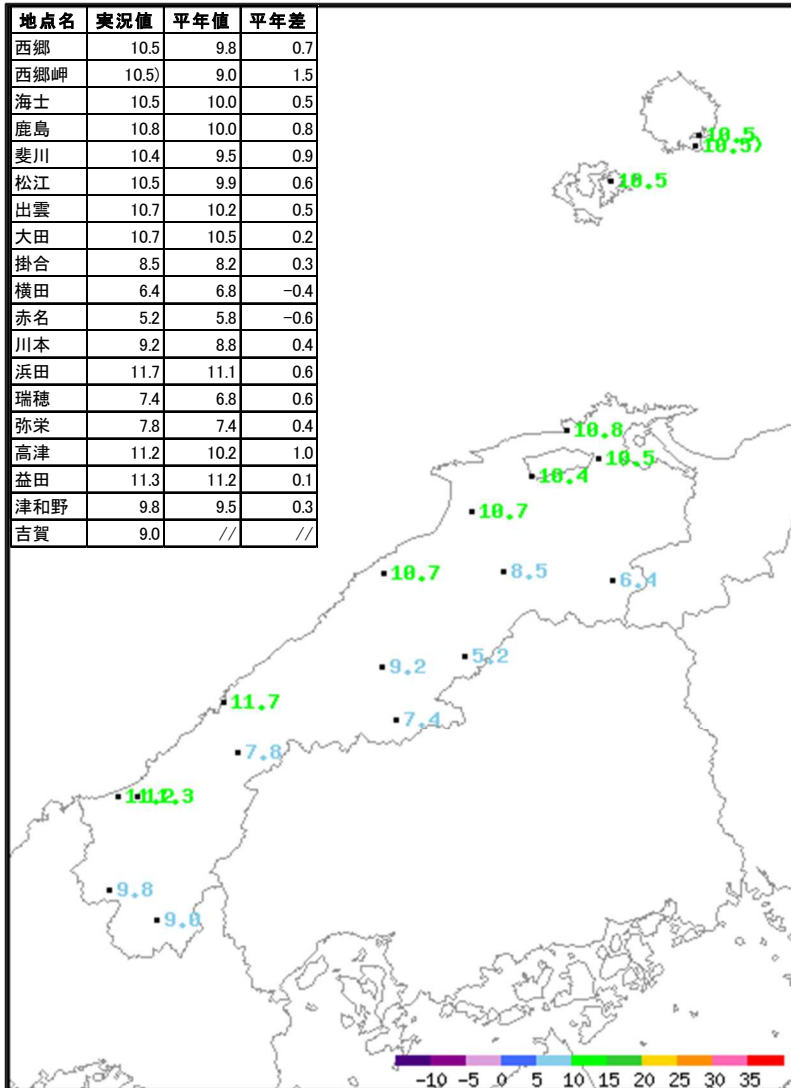 地点名 実況値 平年値 平年差
西郷 10.5 9.8 0.7
西郷岬 10.5) 9.0 1.5
海士 10.5 10.0 0.5
鹿島 10.8 10.0 0.8
斐川 10.4 9.5 0.9
松江 10.5 9.9 0.6
出雲 10.7 10.2 0.5
大田 10.7 10.5 0.2
掛合 8.5 8.2 0.3
横田 6.4 6.8 -0.4
赤名 5.2 5.8 -0.6
川本 9.2 8.8 0.4
浜田 11.7 11.1 0.6
瑞穂 7.4 6.8 0.6
弥栄 7.8 7.4 0.4
高津 11.2 10.2 1.0
益田 11.3 11.2 0.1
津和野 9.8 9.5 0.3
吉賀 9.0 // //
10.5
10.5)
10.5
10.8
10.5
10.4
10.7
10.7
8.5
6.4
5.2
9.2
7.4
11.7
7.8
11.2 11.3
9.8
9.0
-10 -5 0 5 10 15 20 25 30 35